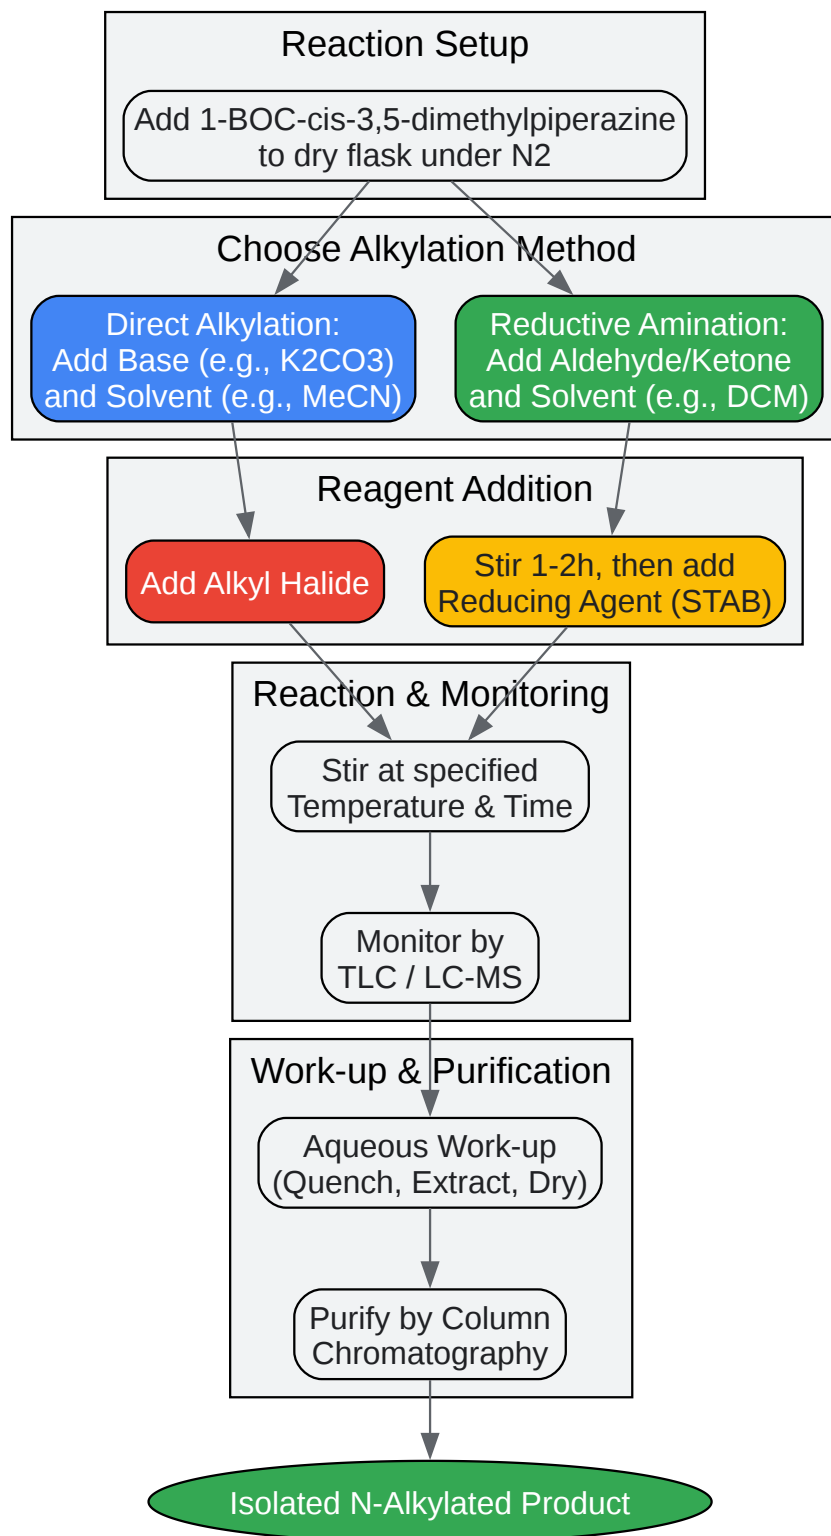 Reaction Setup
Add 1-BOC-cis-3,5-dimethylpiperazine
to dry flask under N2
Choose Alkylation Method
Direct Alkylation:
Add Base (e.g., K2CO3)
and Solvent (e.g., MeCN)
Reductive Amination:
Add Aldehyde/Ketone
and Solvent (e.g., DCM)
Reagent Addition
Add Alkyl Halide
Stir 1-2h, then add
Reducing Agent (STAB)
Reaction & Monitoring
Stir at specified
Temperature & Time
Monitor by
TLC / LC-MS
Work-up & Purification
Aqueous Work-up
(Quench, Extract, Dry)
Purify by Column
Chromatography
Isolated N-Alkylated Product